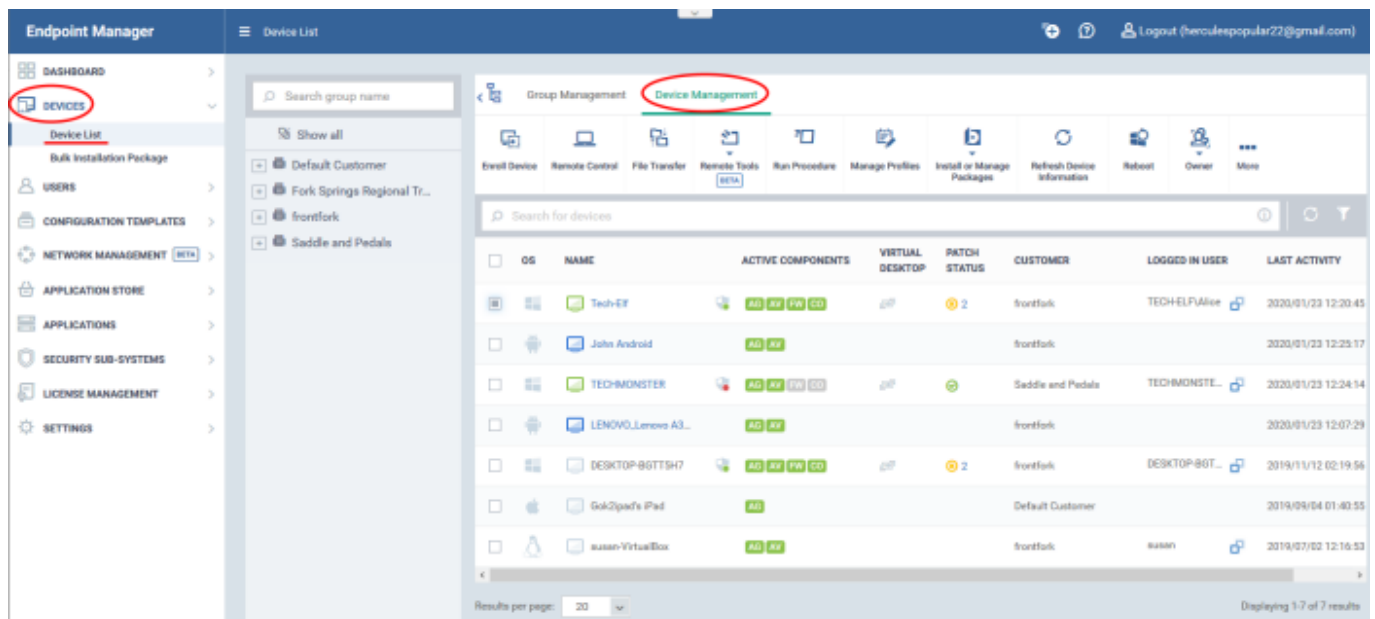 Endpoint Manager
Device List
Logout (herculespopular22@gmail.com)
DASHBOARD
DEVICES
Device List
Bulk Installation Package
USERS
CONFIGURATION TEMPLATES
NETWORK MANAGEMENT BETA
APPLICATION STORE
APPLICATIONS
SECURITY SUB-SYSTEMS
LICENSE MANAGEMENT
SETTINGS
Search group name
Show all
Default Customer
Fork Springs Regional Tr...
frontfork
Saddle and Pedals
Group Management Device Management
Enroll Device
Remote Control
File Transfer
Remote Tools
BETA
Run Procedure
Manage Profiles
Install or Manage
Packages
Refresh Device
Information
Reboot
Owner
More
Search for devices
OS NAME ACTIVE COMPONENTS VIRTUAL DESKTOP PATCH STATUS CUSTOMER LOGGED IN USER LAST ACTIVITY
Tech-Elf AG AV FW CO 2 frontfork TECH-ELF\Alice 2020/01/23 12:20:45
John Android AG AV frontfork 2020/01/23 12:25:17
TECHMONSTER AG AV FW CO Saddle and Pedals TECHMONSTE... 2020/01/23 12:24:14
LENOVO_Lenovo A3... AG AV frontfork 2020/01/23 12:07:29
DESKTOP-BGTT5H7 AG AV FW CO 2 frontfork DESKTOP-BGT... 2019/11/12 02:19:56
Gok2ipad's iPad AG Default Customer 2019/09/04 01:40:55
susan-VirtualBox AG AV frontfork susan 2019/07/02 12:16:53
Results per page: 20
Displaying 1-7 of 7 results